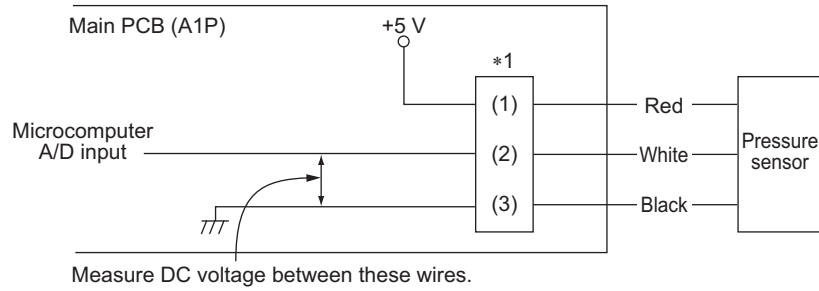 Main PCB (A1P)
+5 V
*1
(1)
Red
Microcomputer
A/D input
(2)
White
Pressure
sensor
(3)
Black
Measure DC voltage between these wires.